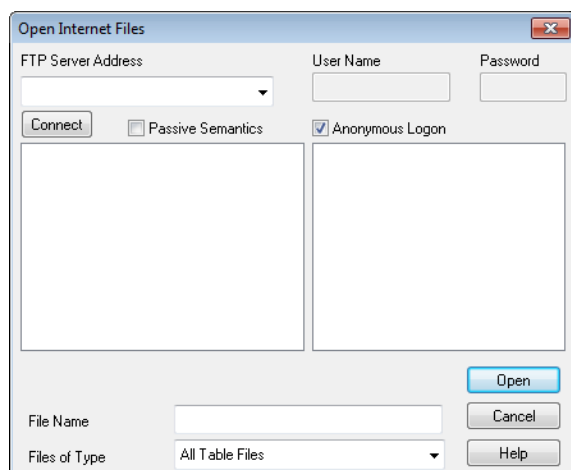 Open Internet Files
FTP Server Address
User Name
Password
Connect
Passive Semantics
Anonymous Logon
Open
File Name
Cancel
Files of Type
All Table Files
Help